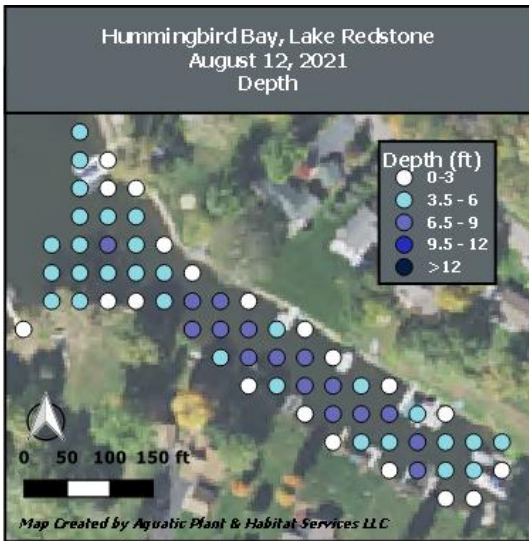 Hummingbird Bay, Lake Redstone
August 12, 2021
Depth
Depth (ft)
0-3
3.5 - 6
6.5 - 9
9.5 - 12
>12
0 50 100 150 ft
Map Created by Aquatic Plant & Habitat Services LLC